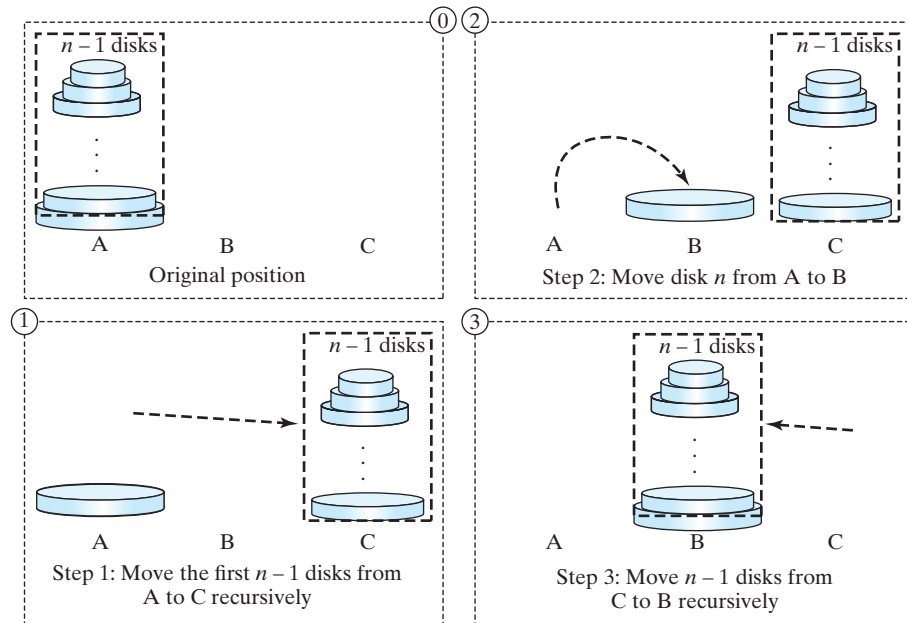 0
n – 1 disks
A B C
Original position
2
n – 1 disks
A B C
Step 2: Move disk n from A to B
1
n – 1 disks
A B C
Step 1: Move the first n – 1 disks from
A to C recursively
3
n – 1 disks
A B C
Step 3: Move n – 1 disks from
C to B recursively